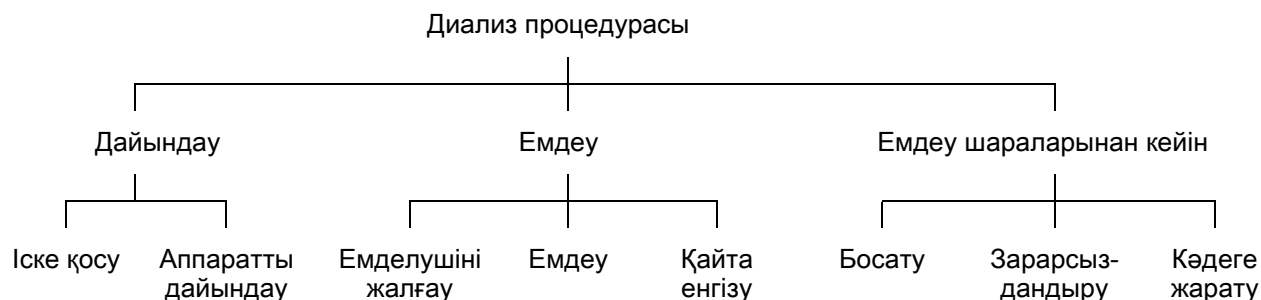 Диализ процедурасы
Дайындау
Емдеу
Емдеу шараларынан кейін
Іске қосу
Аппаратты
дайындау
Емделушіні
жалғау
Емдеу
Қайта
енгізу
Босату
Зарарсыз-
дандыру
Кәдеге
жарату